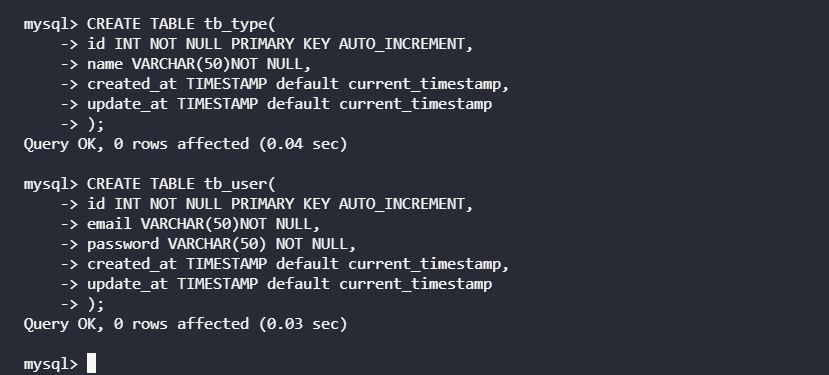 mysql> CREATE TABLE tb_type(
    -> id INT NOT NULL PRIMARY KEY AUTO_INCREMENT,
    -> name VARCHAR(50)NOT NULL,
    -> created_at TIMESTAMP default current_timestamp,
    -> update_at TIMESTAMP default current_timestamp
    -> );
Query OK, 0 rows affected (0.04 sec)

mysql> CREATE TABLE tb_user(
    -> id INT NOT NULL PRIMARY KEY AUTO_INCREMENT,
    -> email VARCHAR(50)NOT NULL,
    -> password VARCHAR(50) NOT NULL,
    -> created_at TIMESTAMP default current_timestamp,
    -> update_at TIMESTAMP default current_timestamp
    -> );
Query OK, 0 rows affected (0.03 sec)

mysql>